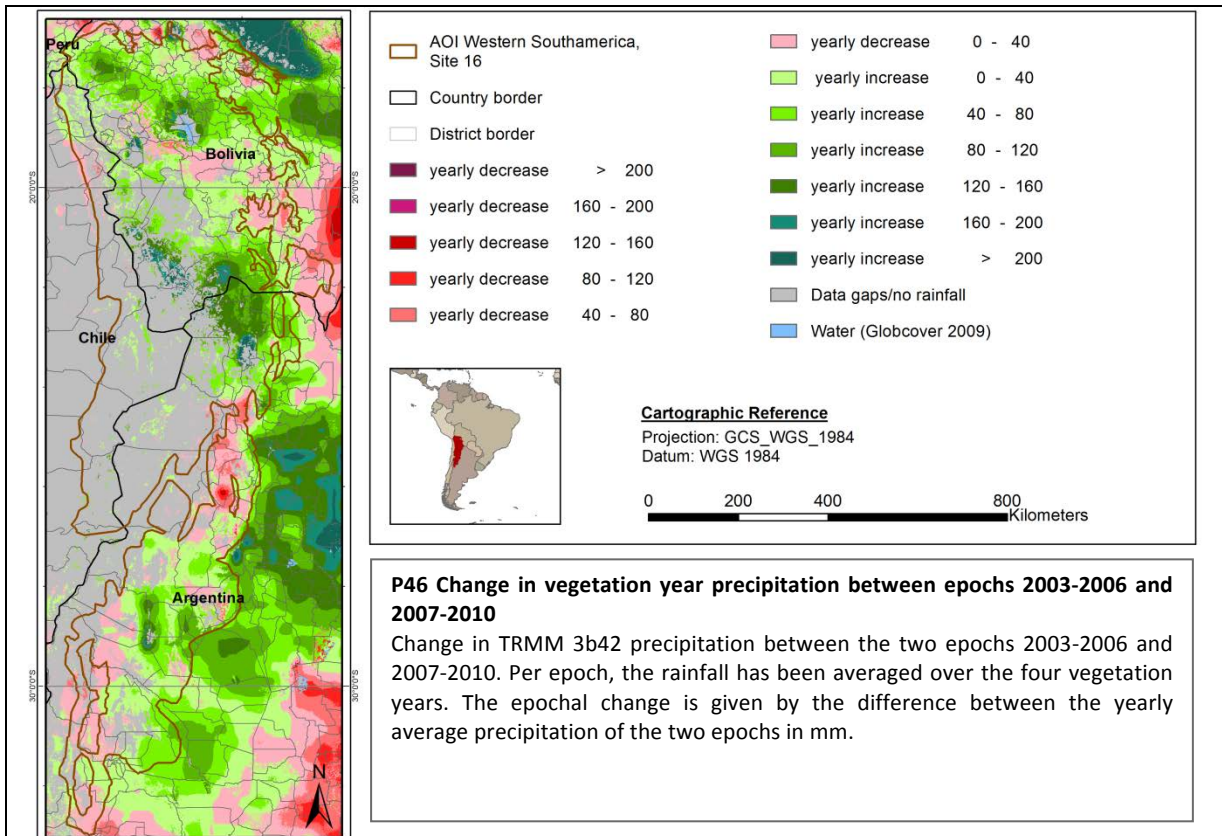 Peru
Bolivia
Chile
Argentina
20°0'0"S
20°0'0"S
30°0'0"S
30°0'0"S
N
AOI Western Southamerica,
Site 16
Country border
District border
yearly decrease > 200
yearly decrease 160 - 200
yearly decrease 120 - 160
yearly decrease 80 - 120
yearly decrease 40 - 80
yearly decrease 0 - 40
yearly increase 0 - 40
yearly increase 40 - 80
yearly increase 80 - 120
yearly increase 120 - 160
yearly increase 160 - 200
yearly increase > 200
Data gaps/no rainfall
Water (Globcover 2009)
Cartographic Reference
Projection: GCS_WGS_1984
Datum: WGS 1984
0 200 400 800
Kilometers
P46 Change in vegetation year precipitation between epochs 2003-2006 and
2007-2010
Change in TRMM 3b42 precipitation between the two epochs 2003-2006 and
2007-2010. Per epoch, the rainfall has been averaged over the four vegetation
years. The epochal change is given by the difference between the yearly
average precipitation of the two epochs in mm.